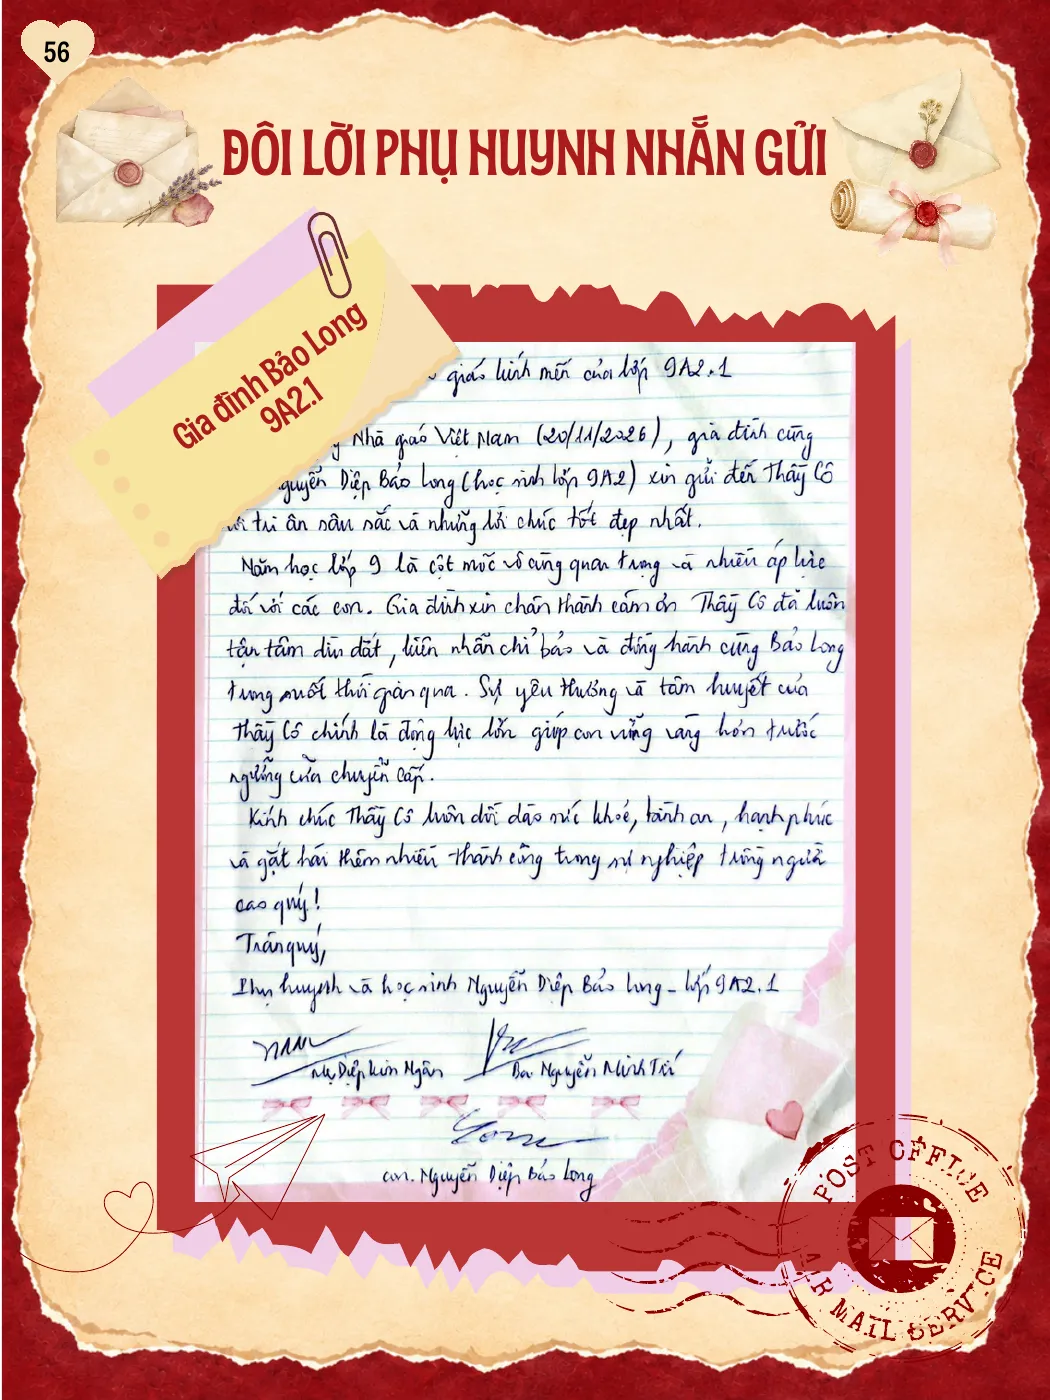 56
ĐÔI LỜI PHỤ HUYNH NHẮN GỬI
Gia đình Bảo Long
9A2.1
giáo kính mến của lớp 9A2.1
Nhà giáo Việt Nam (20/11/2026), gia đình cùng
Nguyễn Diệp Bảo Long (học sinh lớp 9A2) xin gửi đến Thầy Cô
tri ân sâu sắc và những lời chúc tốt đẹp nhất.
Năm học lớp 9 là cột mốc vô cùng quan trọng và nhiều áp lực
đối với các con. Gia đình xin chân thành cảm ơn Thầy Cô đã luôn
tận tâm dìu dắt, kiên nhẫn chỉ bảo và đồng hành cùng Bảo Long
trong suốt thời gian qua. Sự yêu thương và tâm huyết của
Thầy Cô chính là động lực lớn giúp con vững vàng hơn trước
ngưỡng cửa chuyển cấp.
Kính chúc Thầy Cô luôn dồi dào sức khoẻ, bình an, hạnh phúc
và gặt hái thêm nhiều thành công trong sự nghiệp trồng người
cao quý!
Trân quý,
Phụ huynh và học sinh Nguyễn Diệp Bảo Long - lớp 9A2.1
Mẹ Diệp Kim Ngân Ba Nguyễn Minh Trí
con. Nguyễn Diệp Bảo Long
POST OFFICE
AIR MAIL SERVICE